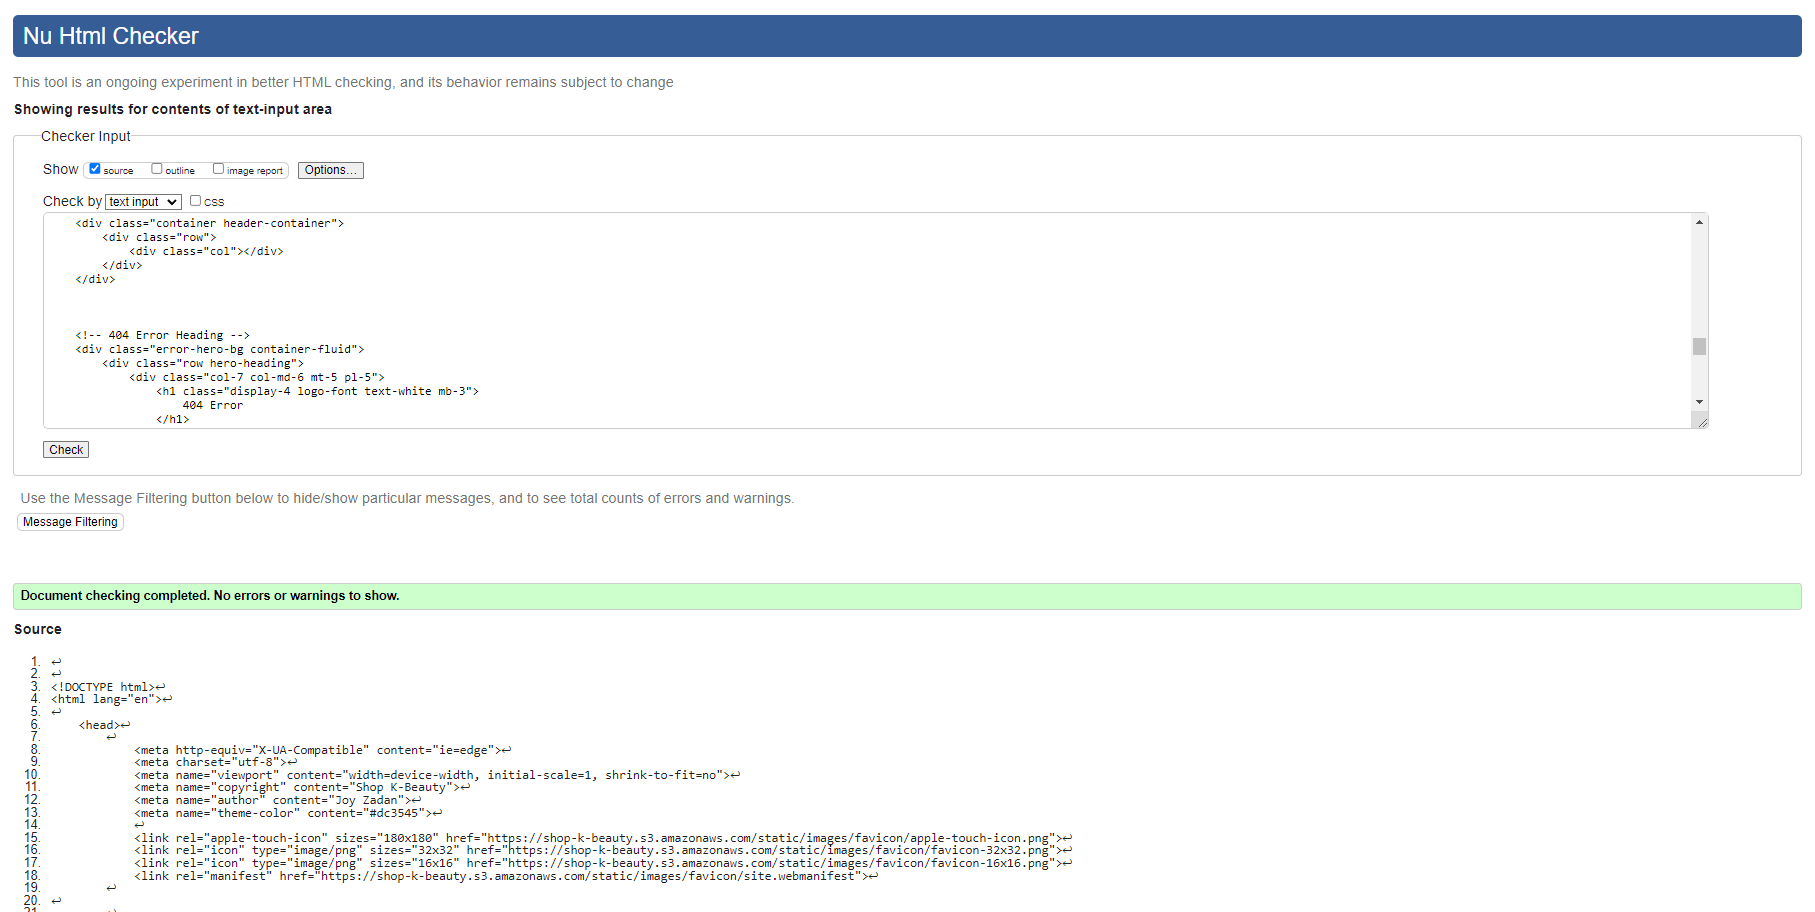 Nu Html Checker
This tool is an ongoing experiment in better HTML checking, and its behavior remains subject to change
Showing results for contents of text-input area
Checker Input
Show source outline image report Options...
Check by text input css
<div class="container header-container">
<div class="row">
<div class="col"></div>
</div>
</div>
<!-- 404 Error Heading -->
<div class="error-hero-bg container-fluid">
<div class="row hero-heading">
<div class="col-7 col-md-6 mt-5 pl-5">
<h1 class="display-4 logo-font text-white mb-3">
404 Error
</h1>
Check
Use the Message Filtering button below to hide/show particular messages, and to see total counts of errors and warnings.
Message Filtering
Document checking completed. No errors or warnings to show.
Source
1. ↩
2. ↩
3. <!DOCTYPE html>↩
4. <html lang="en">↩
5. ↩
6. <head>↩
7. ↩
8. <meta http-equiv="X-UA-Compatible" content="ie=edge">↩
9. <meta charset="utf-8">↩
10. <meta name="viewport" content="width=device-width, initial-scale=1, shrink-to-fit=no">↩
11. <meta name="copyright" content="Shop K-Beauty">↩
12. <meta name="author" content="Joy Zadan">↩
13. <meta name="theme-color" content="#dc3545">↩
14. ↩
15. <link rel="apple-touch-icon" sizes="180x180" href="https://shop-k-beauty.s3.amazonaws.com/static/images/favicon/apple-touch-icon.png">↩
16. <link rel="icon" type="image/png" sizes="32x32" href="https://shop-k-beauty.s3.amazonaws.com/static/images/favicon/favicon-32x32.png">↩
17. <link rel="icon" type="image/png" sizes="16x16" href="https://shop-k-beauty.s3.amazonaws.com/static/images/favicon/favicon-16x16.png">↩
18. <link rel="manifest" href="https://shop-k-beauty.s3.amazonaws.com/static/images/favicon/site.webmanifest">↩
19. ↩
20. ↩
21. ↩